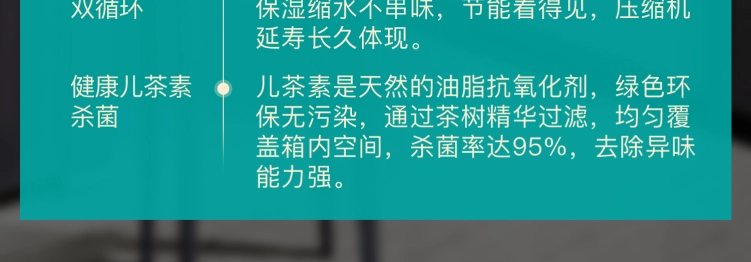 双循环
保湿缩水不串味，节能看得见，压缩机
延寿长久体现。
健康儿茶素
杀菌
儿茶素是天然的油脂抗氧化剂，绿色环
保无污染，通过茶树精华过滤，均匀覆
盖箱内空间，杀菌率达95%，去除异味
能力强。